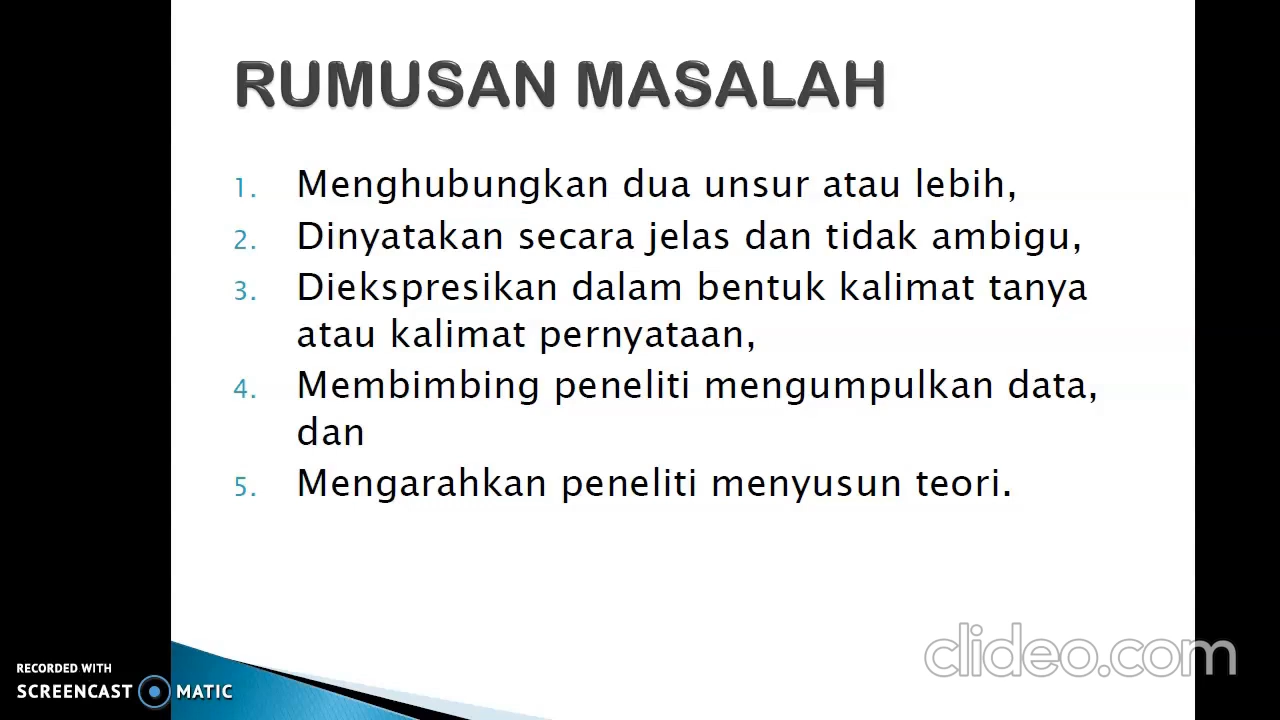 RUMUSAN MASALAH
1. Menghubungkan dua unsur atau lebih,
2. Dinyatakan secara jelas dan tidak ambigu,
3. Diekspresikan dalam bentuk kalimat tanya
atau kalimat pernyataan,
4. Membimbing peneliti mengumpulkan data,
dan
5. Mengarahkan peneliti menyusun teori.
clideo.com
RECORDED WITH
SCREENCAST MATIC